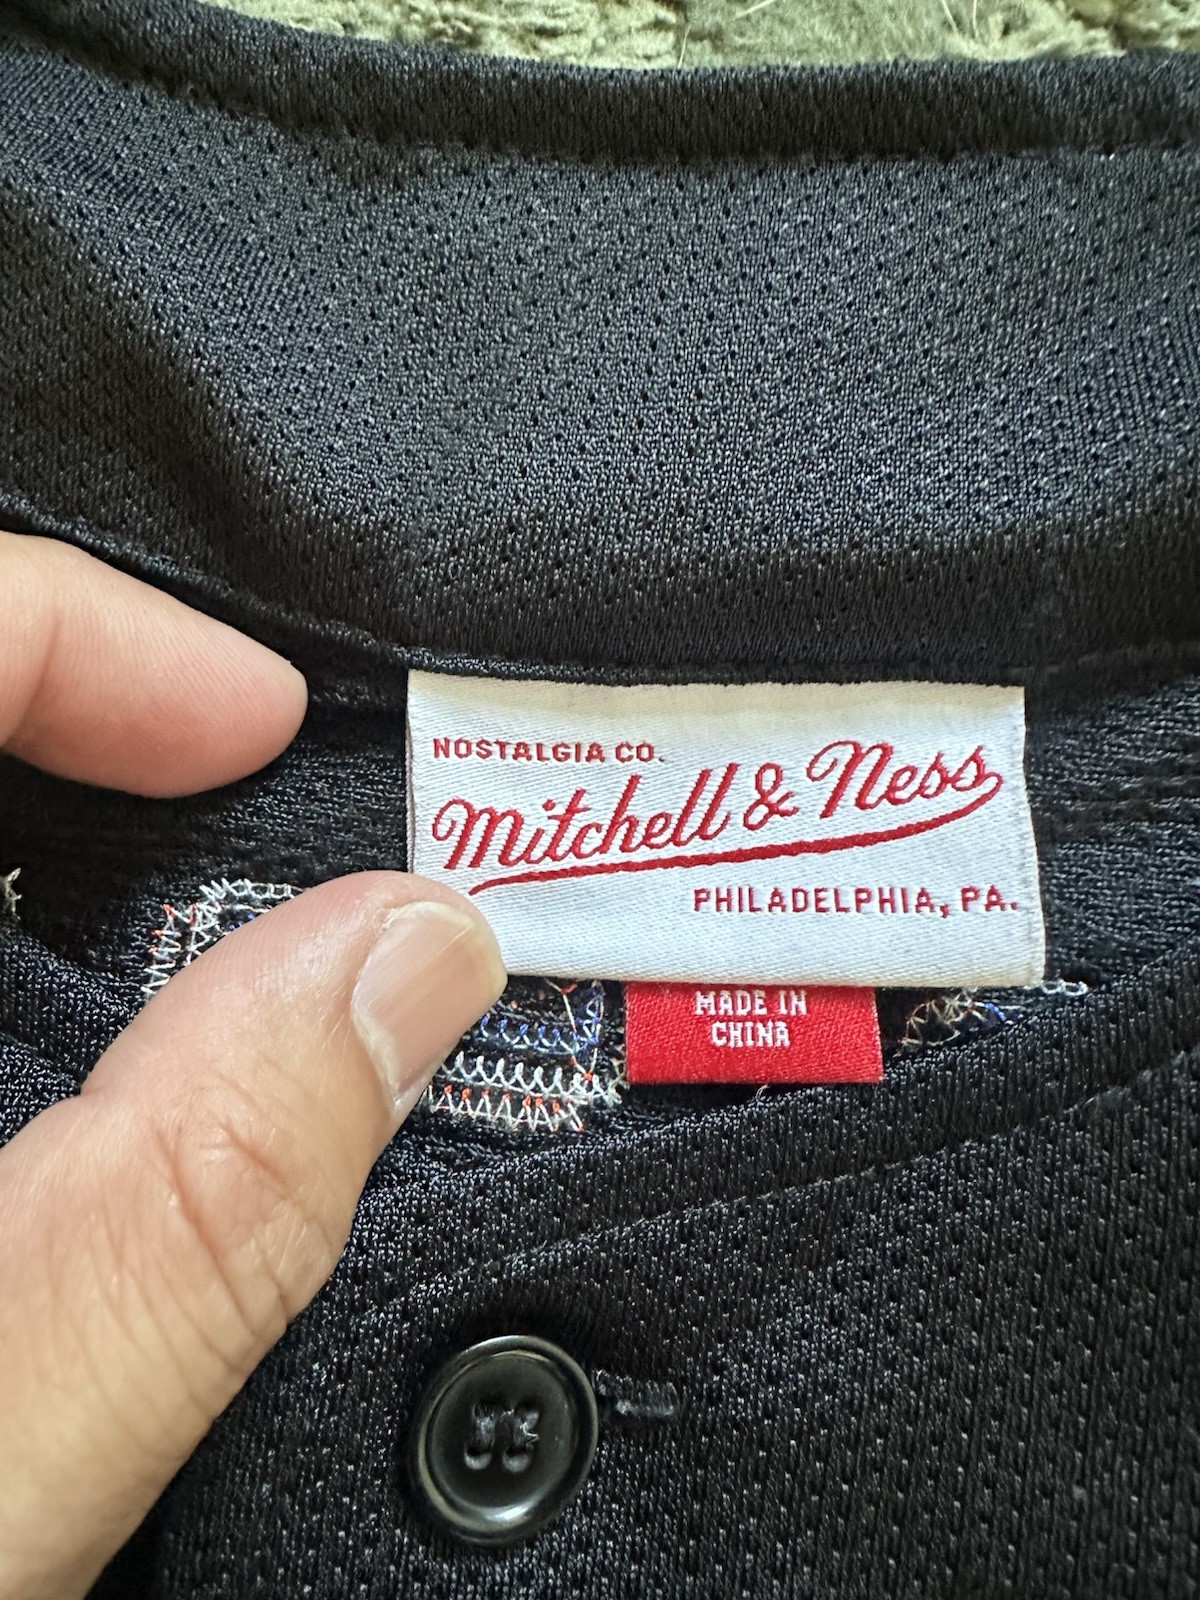 NOSTALGIA CO.
Mitchell & Ness
PHILADELPHIA, PA.
MADE IN
CHINA